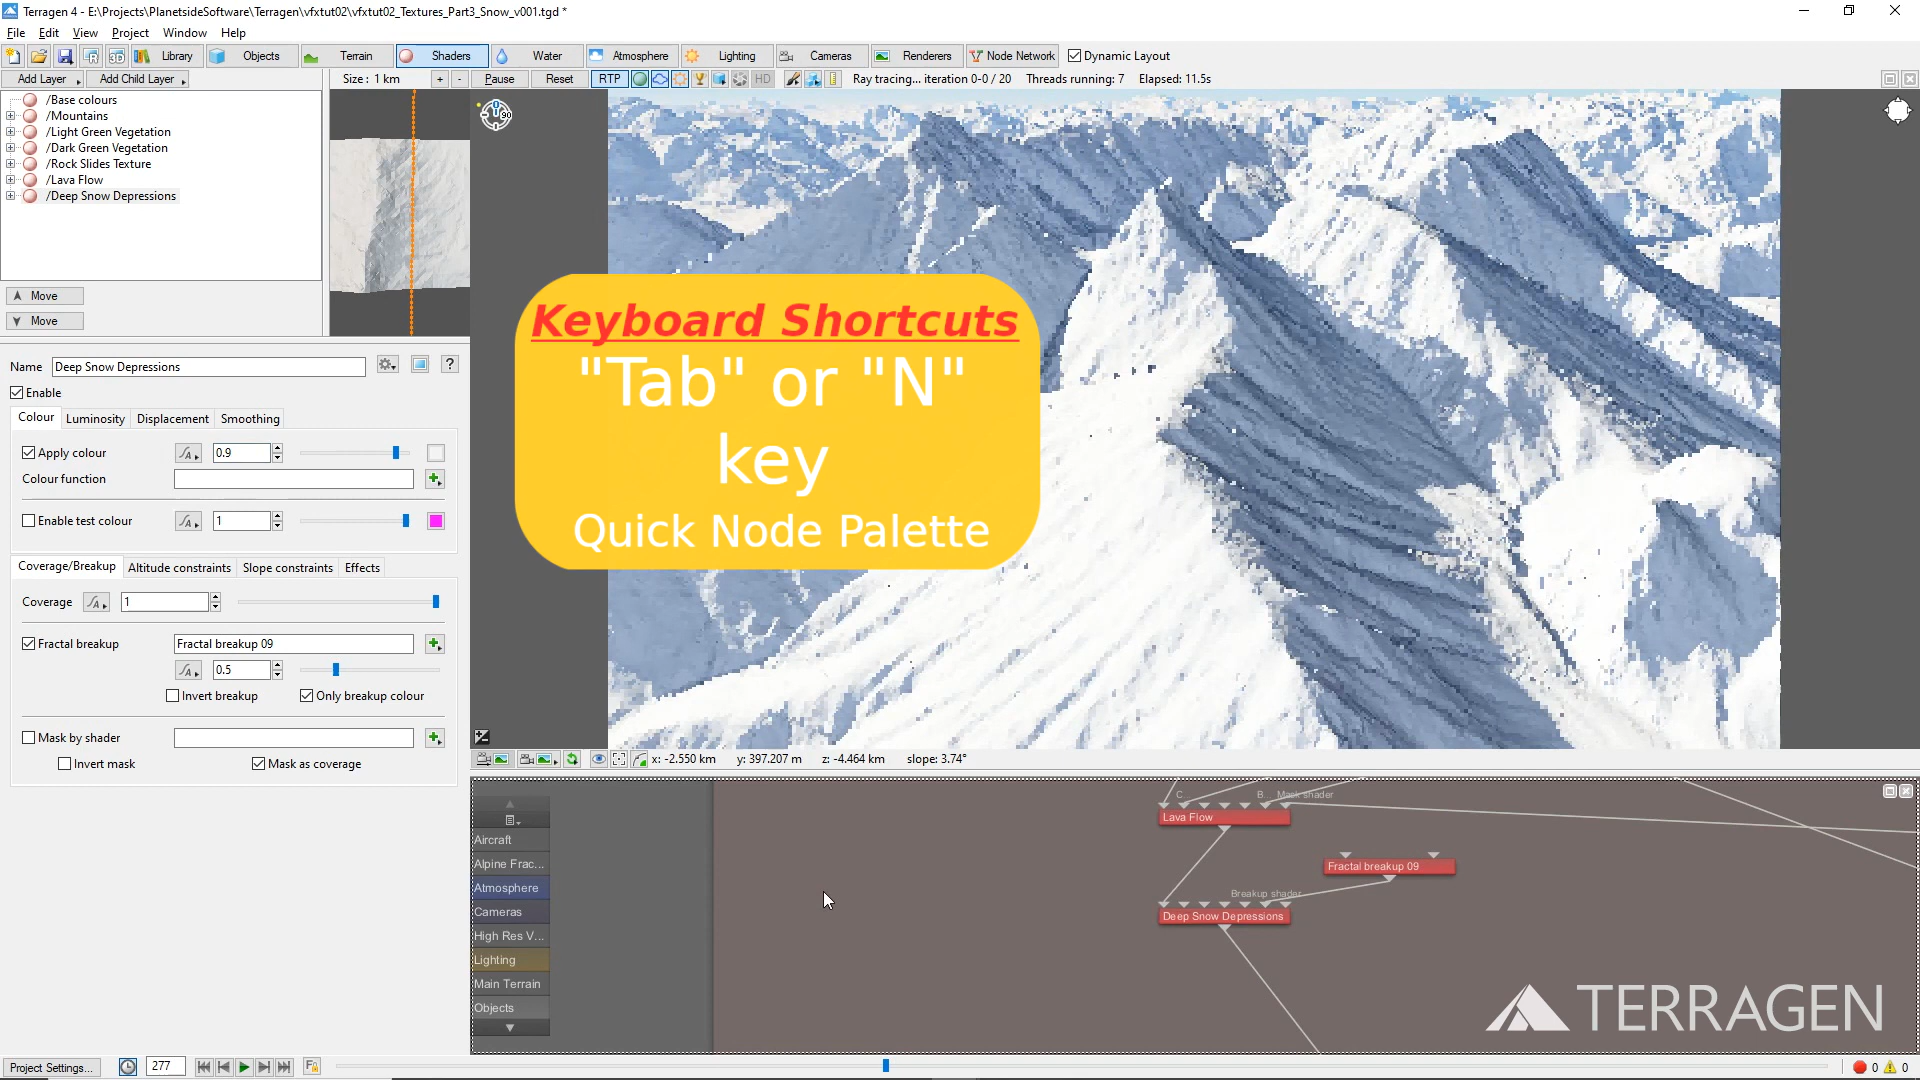 Terragen 4 - E:\Projects\PlanetsideSoftware\Terragen\vfxtut02\vfxtut02_Textures_Part3_Snow_v001.tgd *
File Edit View Project Window Help
Library Objects Terrain Shaders Water Atmosphere Lighting Cameras Renderers Node Network Dynamic Layout
Add Layer Add Child Layer Size: 1 km + - Pause Reset RTP HD Ray tracing... iteration 0-0 / 20 Threads running: 7 Elapsed: 11.5s
/Base colours
/Mountains
/Light Green Vegetation
/Dark Green Vegetation
/Rock Slides Texture
/Lava Flow
/Deep Snow Depressions
Move
Move
90
Keyboard Shortcuts
"Tab" or "N"
key
Quick Node Palette
Name Deep Snow Depressions ?
Enable
Colour Luminosity Displacement Smoothing
Apply colour 0.9
Colour function
Enable test colour 1
Coverage/Breakup Altitude constraints Slope constraints Effects
Coverage 1
Fractal breakup Fractal breakup 09
0.5
Invert breakup Only breakup colour
Mask by shader
Invert mask Mask as coverage
x: -2.550 km y: 397.207 m z: -4.464 km slope: 3.74°
Aircraft
Alpine Frac...
Atmosphere
Cameras
High Res V...
Lighting
Main Terrain
Objects
C... B... Mask shader
Lava Flow
Fractal breakup 09
Breakup shader
Deep Snow Depressions
TERRAGEN
Project Settings... 277 0 0